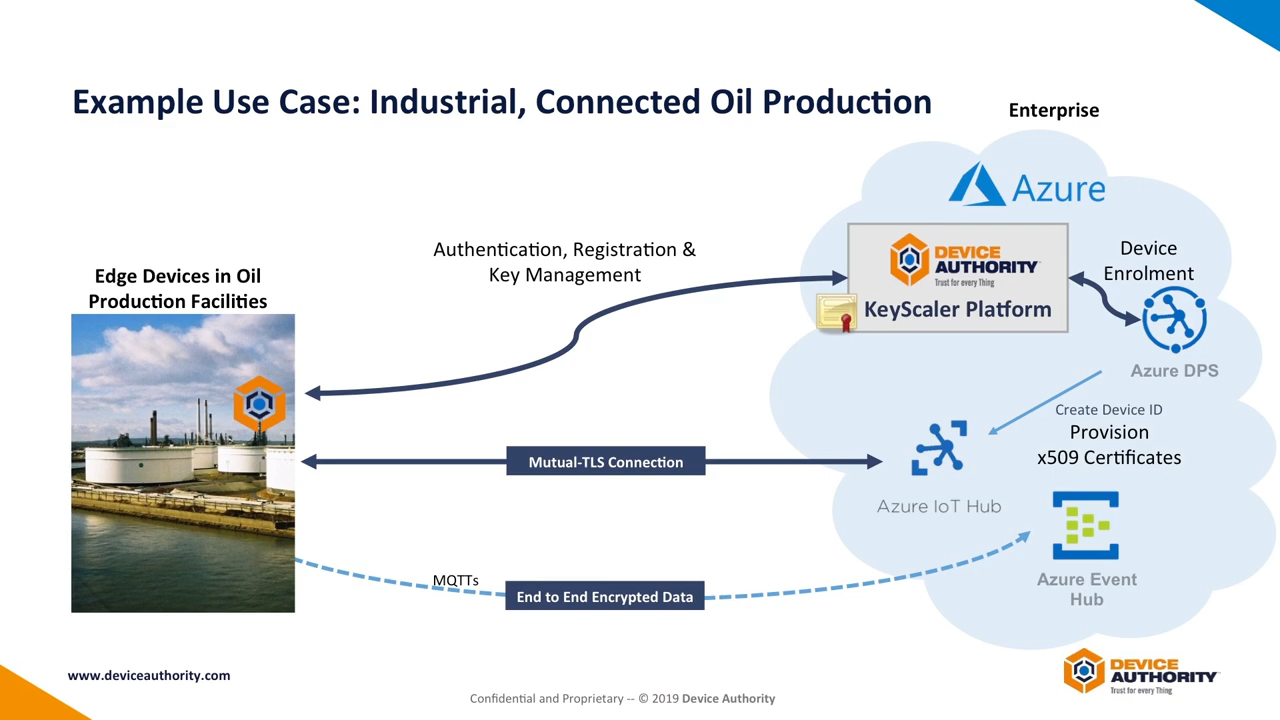 Example Use Case: Industrial, Connected Oil Production
Enterprise
Azure
Authentication, Registration &
Key Management
DEVICE
AUTHORITY
Trust for every Thing
KeyScaler Platform
Device
Enrolment
Azure DPS
Edge Devices in Oil
Production Facilities
Create Device ID
Provision
x509 Certificates
Mutual-TLS Connection
Azure IoT Hub
MQTTs
End to End Encrypted Data
Azure Event
Hub
www.deviceauthority.com
Confidential and Proprietary -- © 2019 Device Authority
DEVICE
AUTHORITY
Trust for every Thing